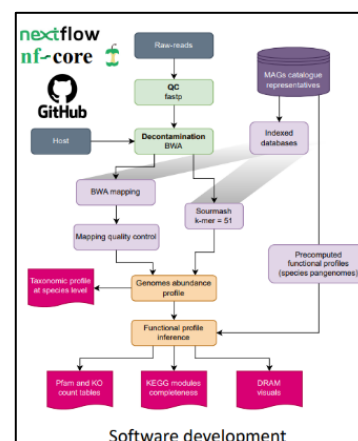 nextflow
nf-core
GitHub
Raw-reads
QC
fastp
Host
Decontamination
BWA
MAGs catalogue
representatives
Indexed
databases
BWA mapping
Sourmash
k-mer = 51
Mapping quality control
Precomputed
functional profiles
(species pangenomes)
Taxonomic profile
at species level
Genomes abundance
profile
Functional profile
inference
Pfam and KO
count tables
KEGG modules
completeness
DRAM
visuals
Software development